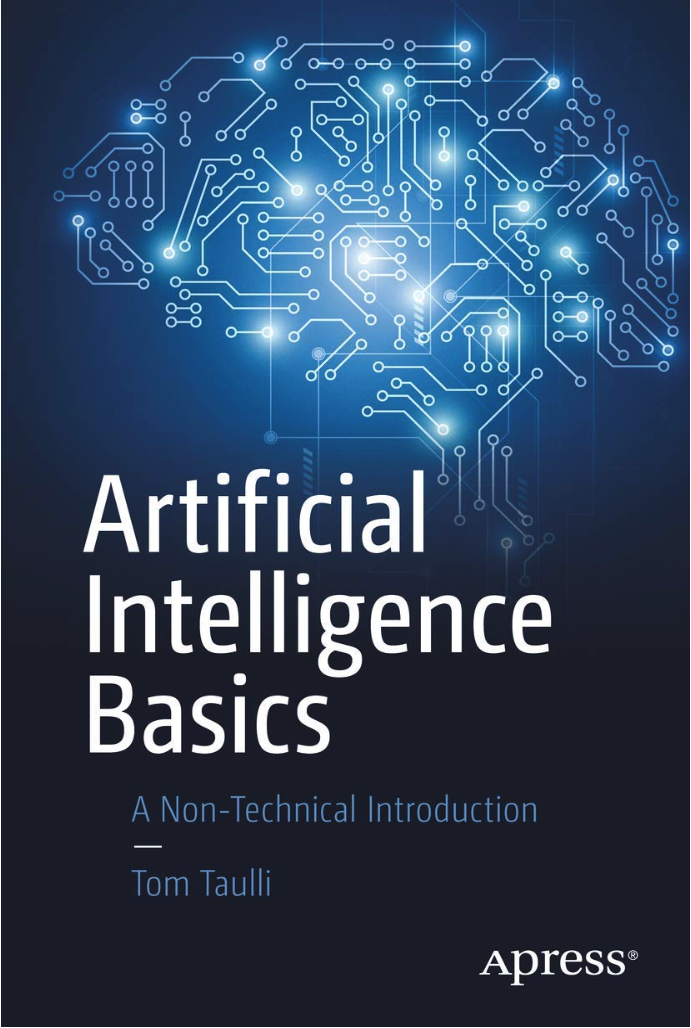 Artificial
Intelligence
Basics
A Non-Technical Introduction
—
Tom Taulli
Apress®